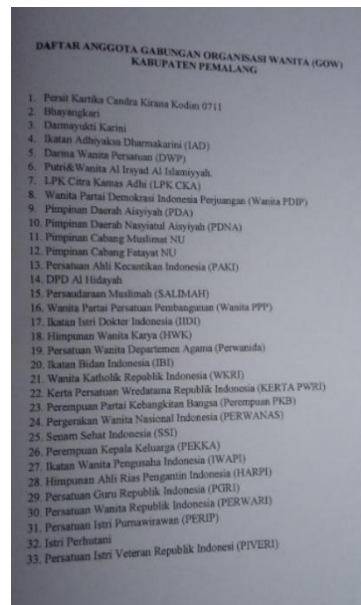 DAFTAR ANGGOTA GABUNGAN ORGANISASI WANITA (GOW)
KABUPATEN PEMALANG
1. Persit Kartika Candra Kirana Kodim 0711
2. Bhayangkari
3. Darmayukti Karini
4. Ikatan Adhiyaksa Dharmakarini (IAD)
5. Darma Wanita Persatuan (DWP)
6. Putri&Wanita Al Irsyad Al Islamiyyah.
7. LPK Citra Kamas Adhi (LPK CKA)
8. Wanita Partai Demokrasi Indonesia Perjuangan (Wanita PDIP)
9. Pimpinan Daerah Aisyiyah (PDA)
10. Pimpinan Daerah Nasyiatul Aisyiyah (PDNA)
11. Pimpinan Cabang Muslimat NU
12. Pimpinan Cabang Fatayat NU
13. Persatuan Ahli Kecantikan Indonesia (PAKI)
14. DPD Al Hidayah
15. Persaudaraan Muslimah (SALIMAH)
16. Wanita Partai Persatuan Pembangunan (Wanita PPP)
17. Ikatan Istri Dokter Indonesia (IIDI)
18. Himpunan Wanita Karya (HWK)
19. Persatuan Wanita Departemen Agama (Perwanida)
20. Ikatan Bidan Indonesia (IBI)
21. Wanita Katholik Republik Indonesia (WKRI)
22. Kerta Persatuan Wredatama Republik Indonesia (KERTA PWRI)
23. Perempuan Partai Kebangkitan Bangsa (Perempuan PKB)
24. Pergerakan Wanita Nasional Indonesia (PERWANAS)
25. Senam Sehat Indonesia (SSI)
26. Perempuan Kepala Keluarga (PEKKA)
27. Ikatan Wanita Pengusaha Indonesia (IWAPI)
28. Himpunan Ahli Rias Pengantin Indonesia (HARPI)
29. Persatuan Guru Republik Indonesia (PGRI)
30. Persatuan Wanita Republik Indonesia (PERWARI)
31. Persatuan Istri Purnawirawan (PERIP)
32. Istri Perhutani
33. Persatuan Istri Veteran Republik Indonesi (PIVERI)